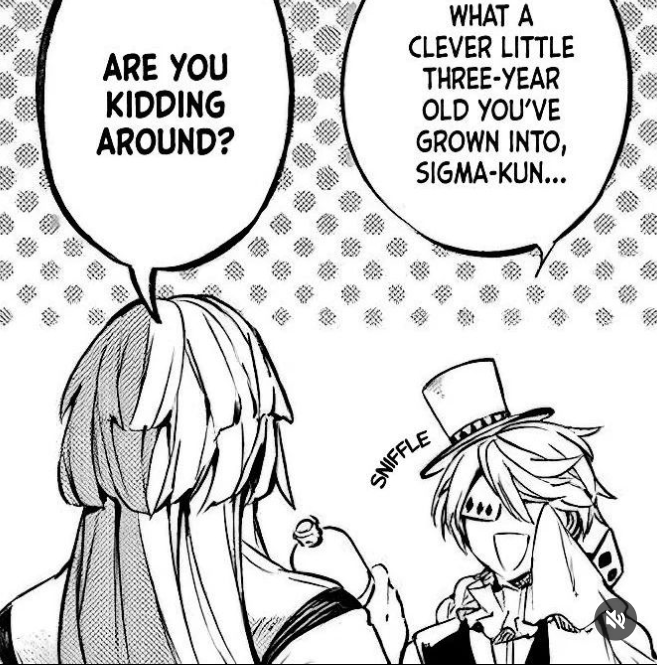 WHAT A
CLEVER LITTLE
THREE-YEAR
OLD YOU'VE
GROWN INTO,
SIGMA-KUN...
ARE YOU
KIDDING
AROUND?
SNIFFLE